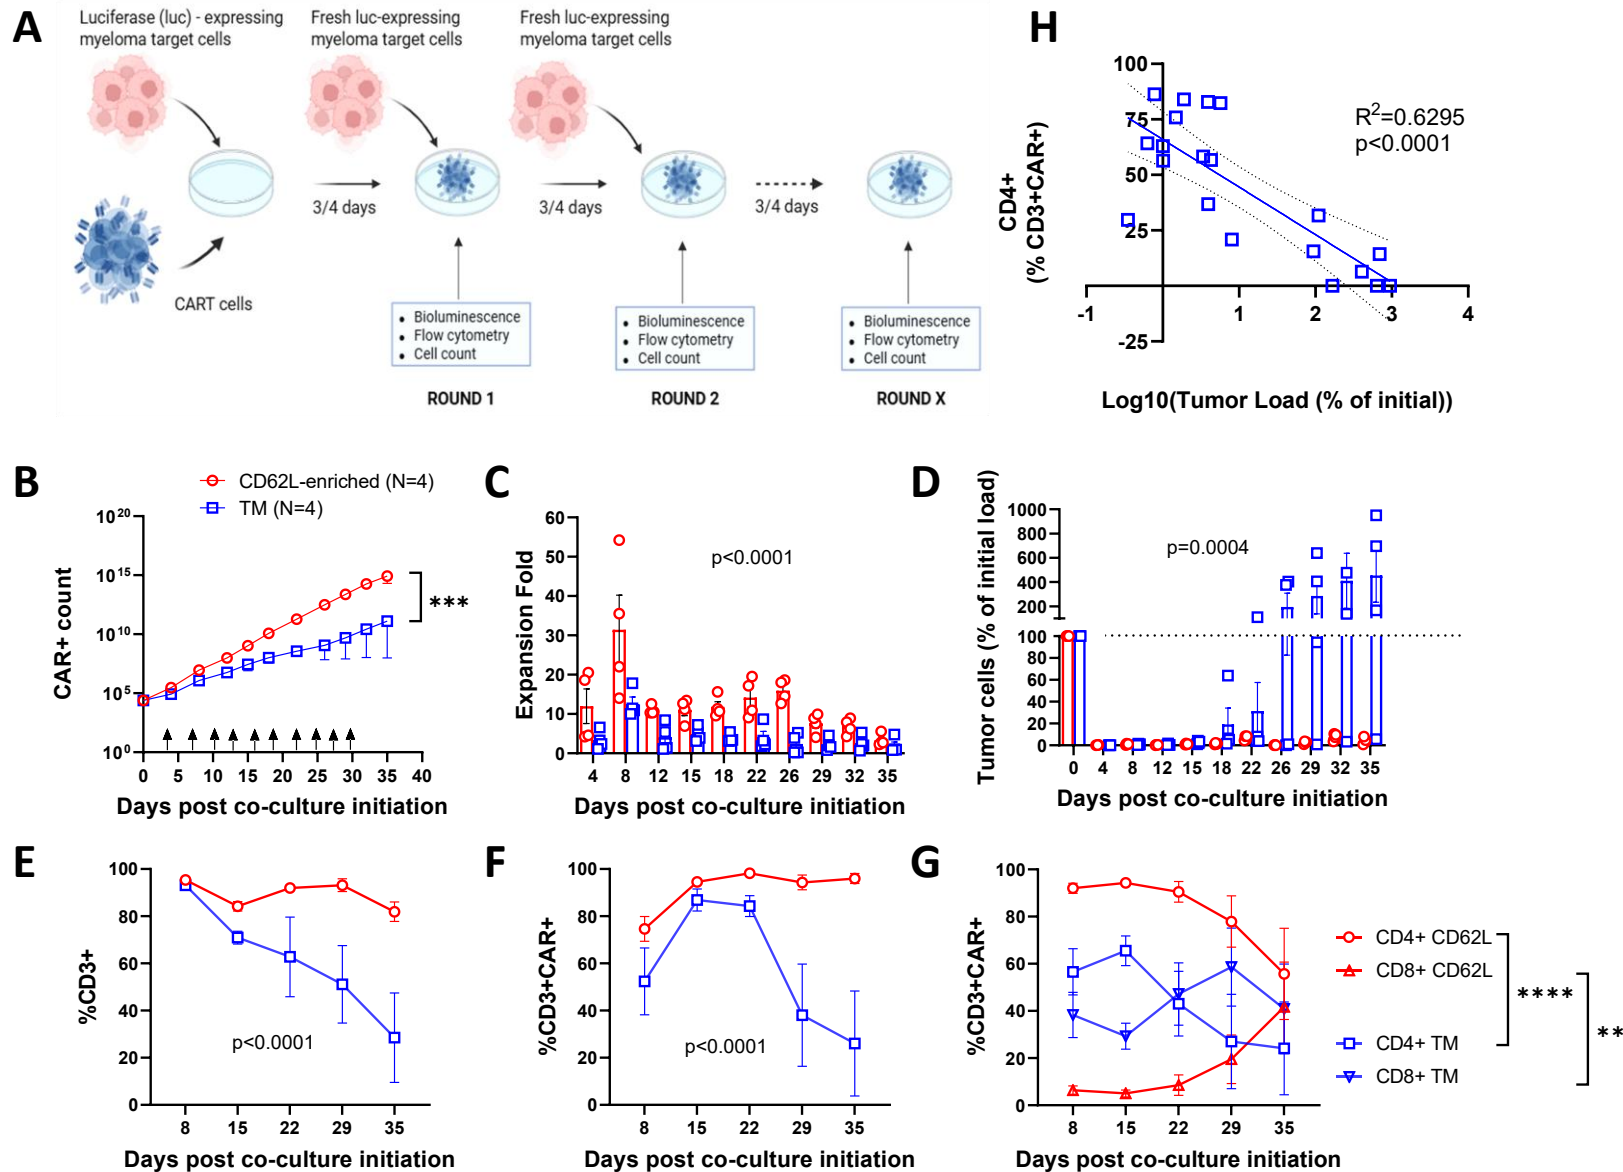 A
Luciferase (luc) - expressing
myeloma target cells
Fresh luc-expressing
myeloma target cells
Fresh luc-expressing
myeloma target cells
3/4 days
3/4 days
3/4 days
CART cells
• Bioluminescence
• Flow cytometry
• Cell count
• Bioluminescence
• Flow cytometry
• Cell count
• Bioluminescence
• Flow cytometry
• Cell count
ROUND 1
ROUND 2
ROUND X
H
100
75
50
25
-25
-1
1
2
3
4
CD4+
(% CD3+CAR+)
R²=0.6295
p<0.0001
Log10(Tumor Load (% of initial))
B
CD62L-enriched (N=4)
TM (N=4)
CAR+ count
10²⁰
10¹⁵
10¹⁰
10⁵
10⁰
***
0 5 10 15 20 25 30 35 40
Days post co-culture initiation
C
Expansion Fold
60
50
40
30
20
10
0
p<0.0001
4 8 12 15 18 22 26 29 32 35
Days post co-culture initiation
D
Tumor cells (% of initial load)
1000
800
600
400
200
100
80
60
40
20
0
p=0.0004
0 4 8 12 15 18 22 26 29 32 35
Days post co-culture initiation
E
%CD3+
100
80
60
40
20
0
p<0.0001
8 15 22 29 35
Days post co-culture initiation
F
%CD3+CAR+
100
80
60
40
20
0
p<0.0001
8 15 22 29 35
Days post co-culture initiation
G
%CD3+CAR+
100
80
60
40
20
0
8 15 22 29 35
Days post co-culture initiation
CD4+ CD62L
CD8+ CD62L
CD4+ TM
CD8+ TM
****
**